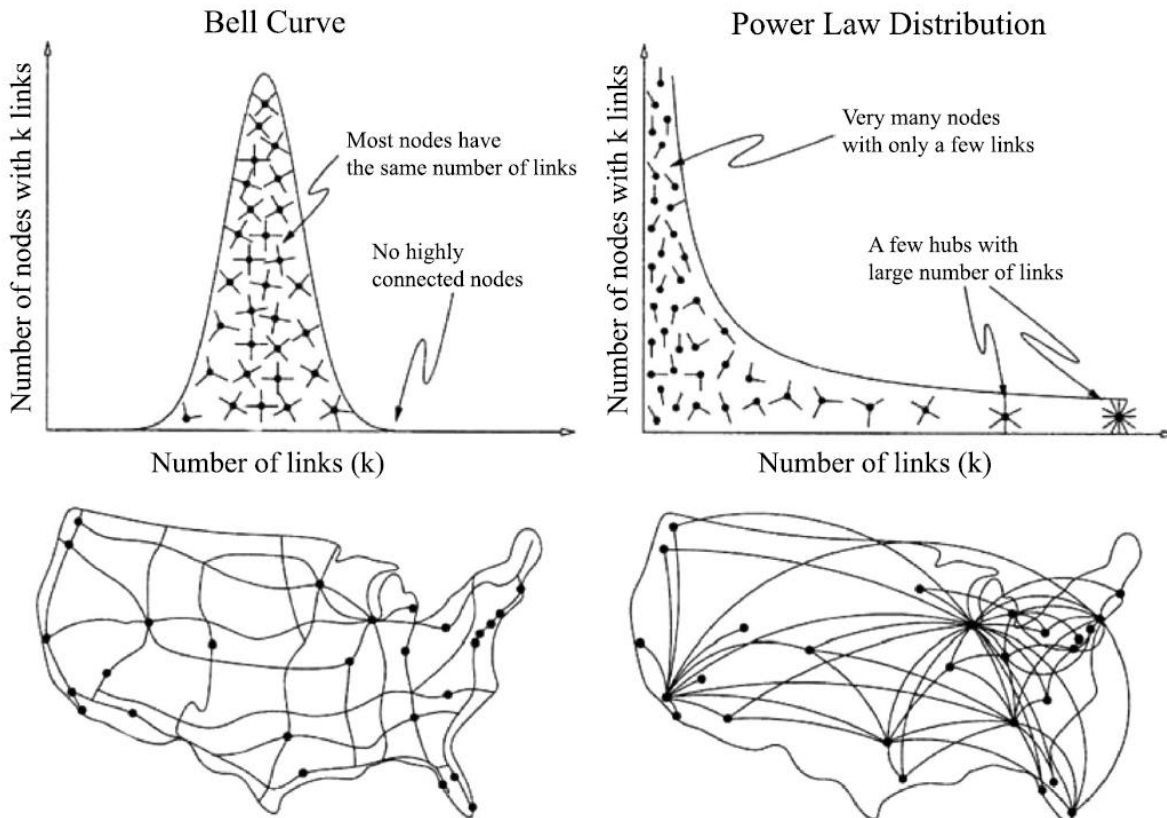 Bell Curve
Number of nodes with k links
Most nodes have
the same number of links
No highly
connected nodes
Number of links (k)
Power Law Distribution
Number of nodes with k links
Very many nodes
with only a few links
A few hubs with
large number of links
Number of links (k)